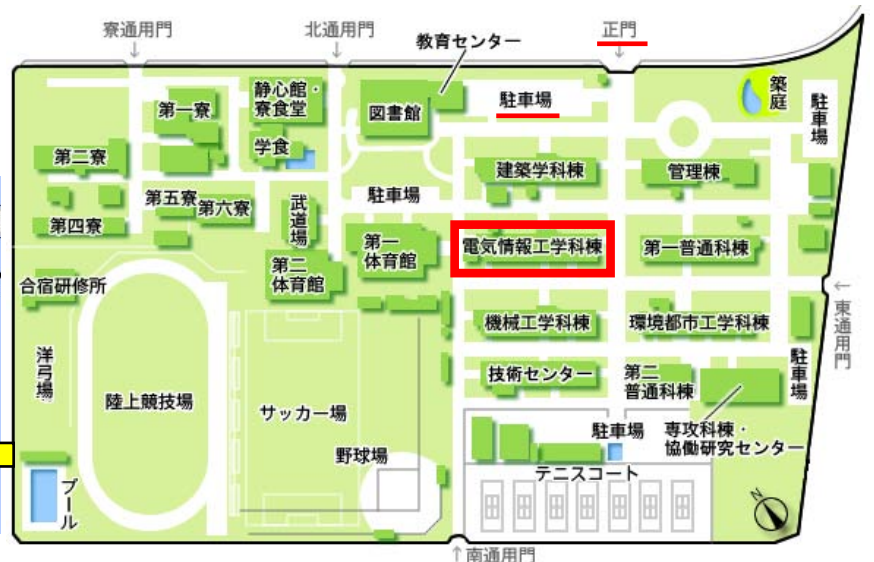 寮通用門
北通用門
教育センター
正門
第一寮
静心館・
寮食堂
図書館
駐車場
築庭
駐車場
第二寮
学食
建築学科棟
管理棟
第五寮
第六寮
武道場
駐車場
第四寮
第一
体育館
電気情報工学科棟
第一普通科棟
第二
体育館
合宿研修所
東通用門
機械工学科棟
環境都市工学科棟
洋弓場
技術センター
第二
普通科棟
駐車場
陸上競技場
サッカー場
野球場
駐車場
専攻科棟・
協働研究センター
テニスコート
プール
N
南通用門